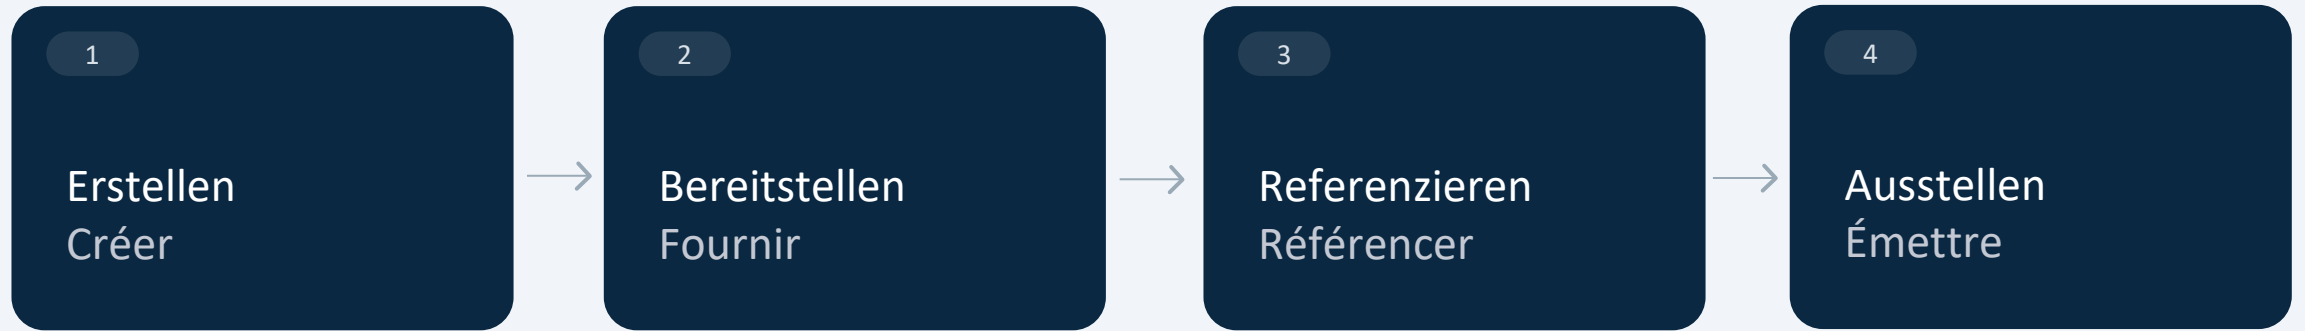 1
Erstellen
Créer
2
Bereitstellen
Fournir
3
Referenzieren
Référencer
4
Ausstellen
Émettre